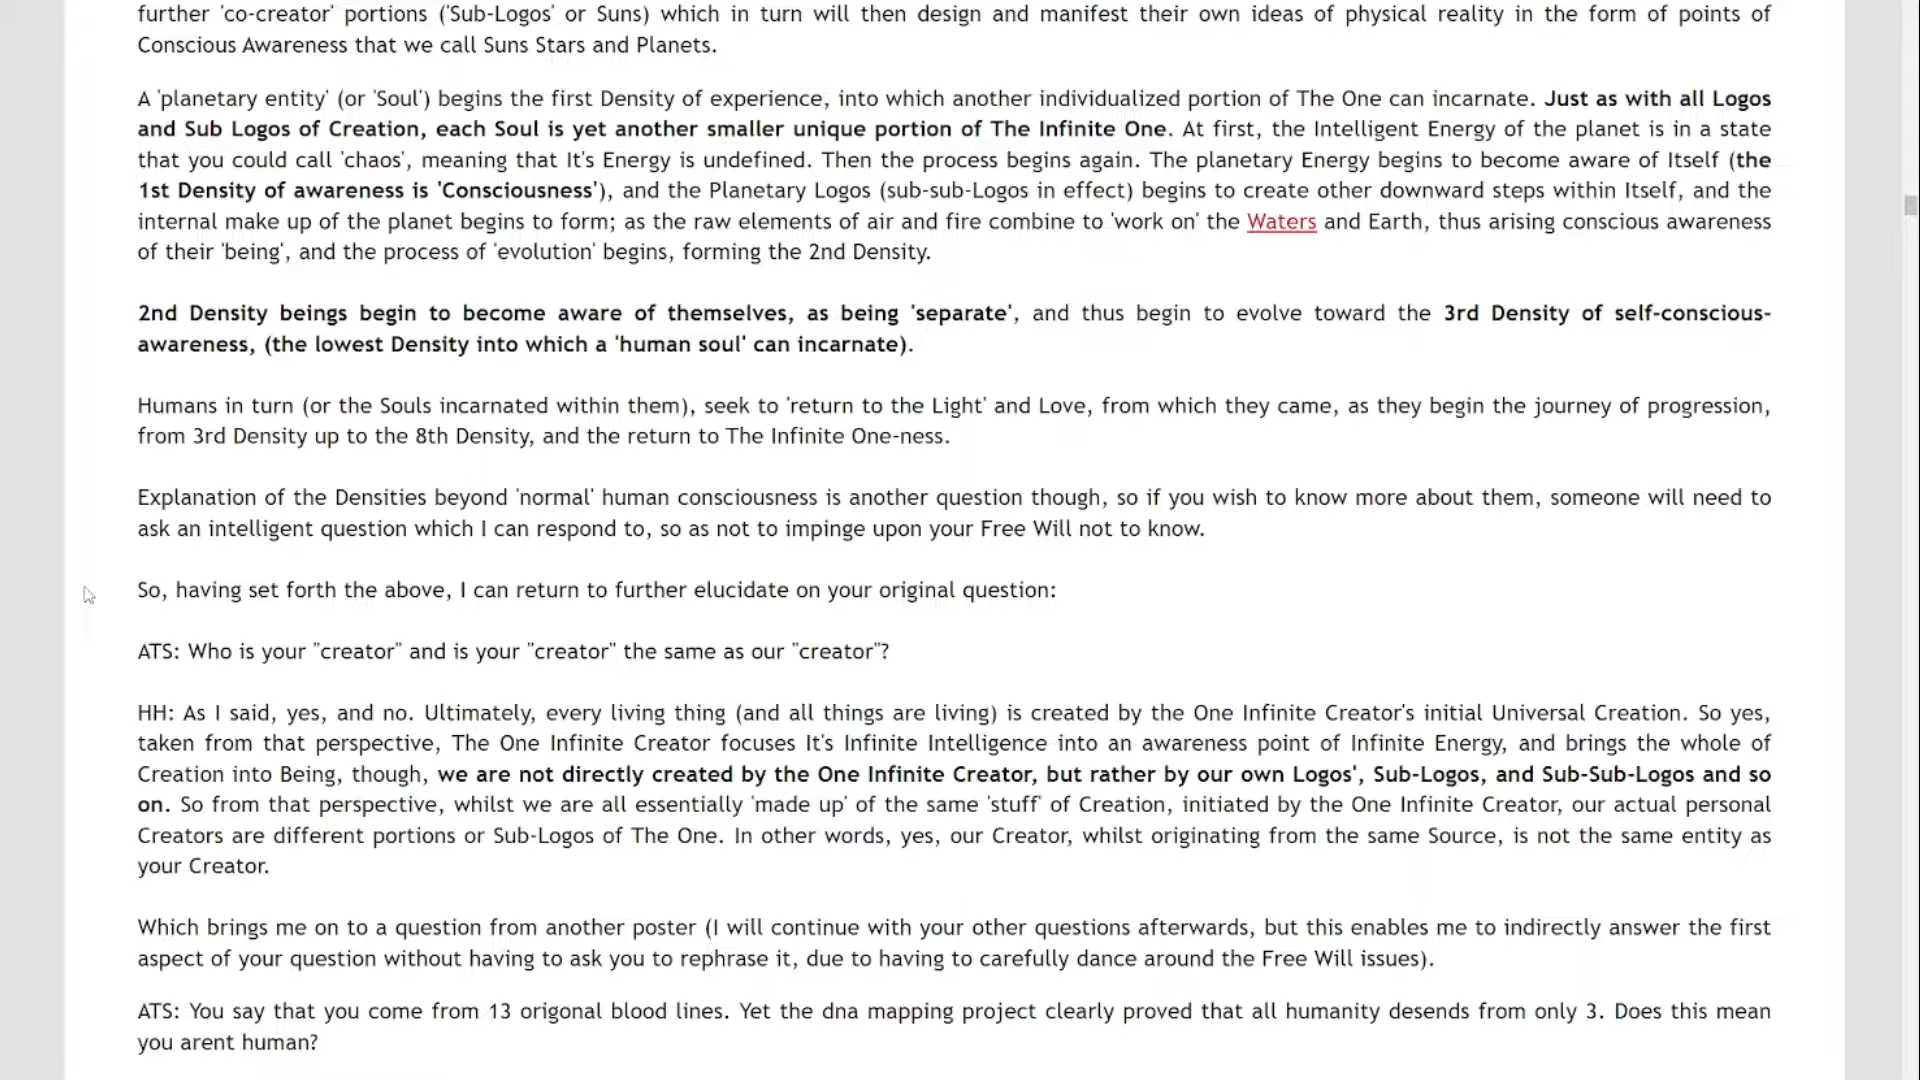 further 'co-creator' portions ('Sub-Logos' or Suns) which in turn will then design and manifest their own ideas of physical reality in the form of points of
Conscious Awareness that we call Suns Stars and Planets.
A 'planetary entity' (or 'Soul') begins the first Density of experience, into which another individualized portion of The One can incarnate. Just as with all Logos
and Sub Logos of Creation, each Soul is yet another smaller unique portion of The Infinite One. At first, the Intelligent Energy of the planet is in a state
that you could call 'chaos', meaning that It's Energy is undefined. Then the process begins again. The planetary Energy begins to become aware of Itself (the
1st Density of awareness is 'Consciousness'), and the Planetary Logos (sub-sub-Logos in effect) begins to create other downward steps within Itself, and the
internal make up of the planet begins to form; as the raw elements of air and fire combine to 'work on' the Waters and Earth, thus arising conscious awareness
of their 'being', and the process of 'evolution' begins, forming the 2nd Density.
2nd Density beings begin to become aware of themselves, as being 'separate', and thus begin to evolve toward the 3rd Density of self-conscious-
awareness, (the lowest Density into which a 'human soul' can incarnate).
Humans in turn (or the Souls incarnated within them), seek to 'return to the Light' and Love, from which they came, as they begin the journey of progression,
from 3rd Density up to the 8th Density, and the return to The Infinite One-ness.
Explanation of the Densities beyond 'normal' human consciousness is another question though, so if you wish to know more about them, someone will need to
ask an intelligent question which I can respond to, so as not to impinge upon your Free Will not to know.
So, having set forth the above, I can return to further elucidate on your original question:
ATS: Who is your "creator" and is your "creator" the same as our "creator"?
HH: As I said, yes, and no. Ultimately, every living thing (and all things are living) is created by the One Infinite Creator's initial Universal Creation. So yes,
taken from that perspective, The One Infinite Creator focuses It's Infinite Intelligence into an awareness point of Infinite Energy, and brings the whole of
Creation into Being, though, we are not directly created by the One Infinite Creator, but rather by our own Logos', Sub-Logos, and Sub-Sub-Logos and so
on. So from that perspective, whilst we are all essentially 'made up' of the same 'stuff' of Creation, initiated by the One Infinite Creator, our actual personal
Creators are different portions or Sub-Logos of The One. In other words, yes, our Creator, whilst originating from the same Source, is not the same entity as
your Creator.
Which brings me on to a question from another poster (I will continue with your other questions afterwards, but this enables me to indirectly answer the first
aspect of your question without having to ask you to rephrase it, due to having to carefully dance around the Free Will issues).
ATS: You say that you come from 13 origonal blood lines. Yet the dna mapping project clearly proved that all humanity desends from only 3. Does this mean
you arent human?